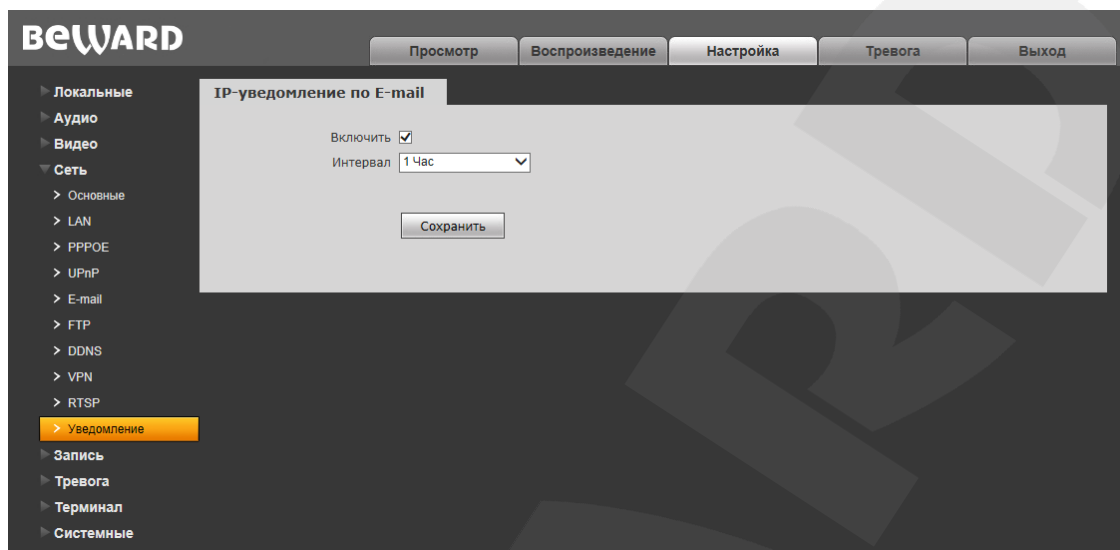 BEWARD
Просмотр
Воспроизведение
Настройка
Тревога
Выход
Локальные
Аудио
Видео
Сеть
> Основные
> LAN
> PPPOE
> UPnP
> E-mail
> FTP
> DDNS
> VPN
> RTSP
> Уведомление
Запись
Тревога
Терминал
Системные
IP-уведомление по E-mail
Включить
Интервал 1 Час
Сохранить